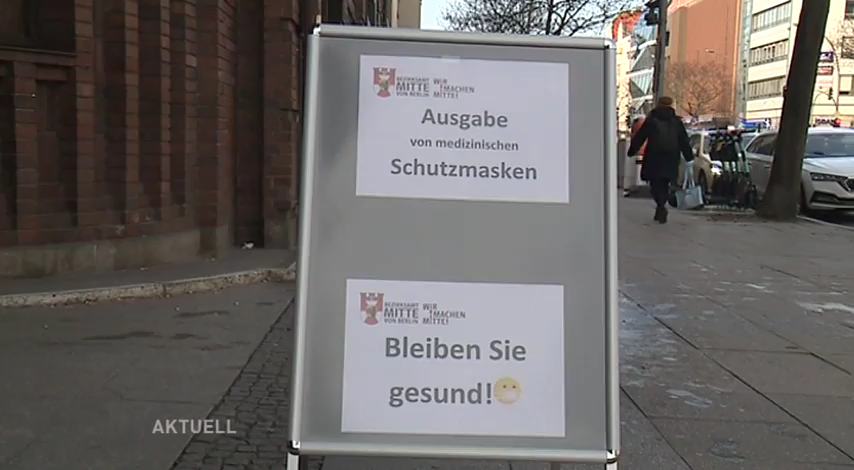 BEZIRKSAMT
MITTE
VON BERLIN
WIR
MACHEN
MITTE!
Ausgabe
von medizinischen
Schutzmasken
BEZIRKSAMT
MITTE
VON BERLIN
WIR
MACHEN
MITTE!
Bleiben Sie
gesund!😷
AKTUELL